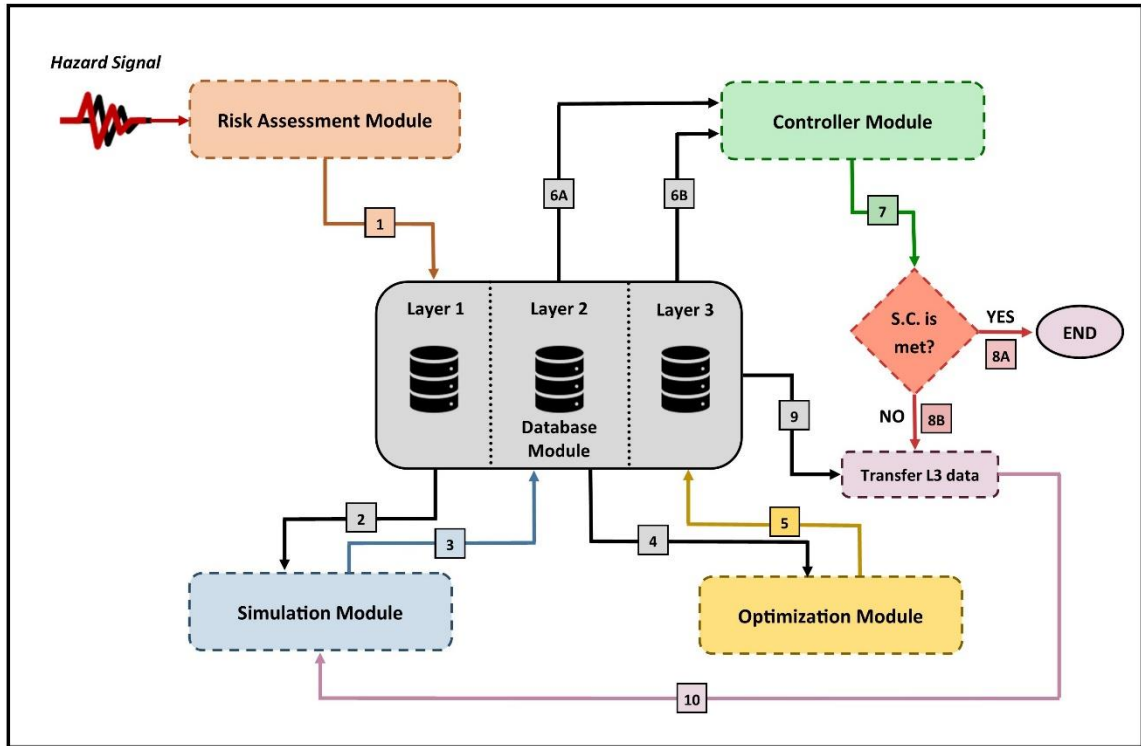 Hazard Signal
Risk Assessment Module
Controller Module
6A
6B
1
7
Layer 1
Layer 2
Layer 3
S.C. is
met?
YES
8A
END
Database
Module
9
NO
8B
Transfer L3 data
2
3
4
5
Simulation Module
Optimization Module
10